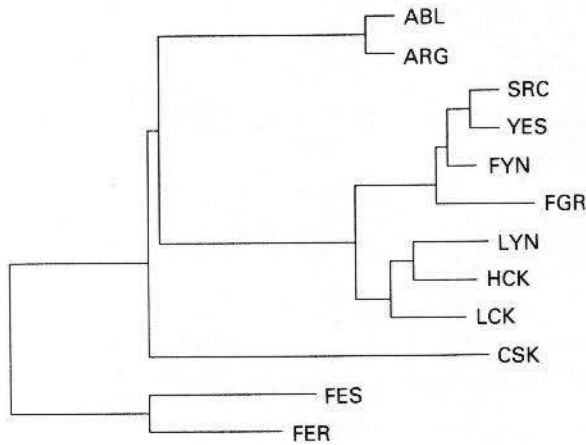 ABL
ARG
SRC
YES
FYN
FGR
LYN
HCK
LCK
CSK
FES
FER